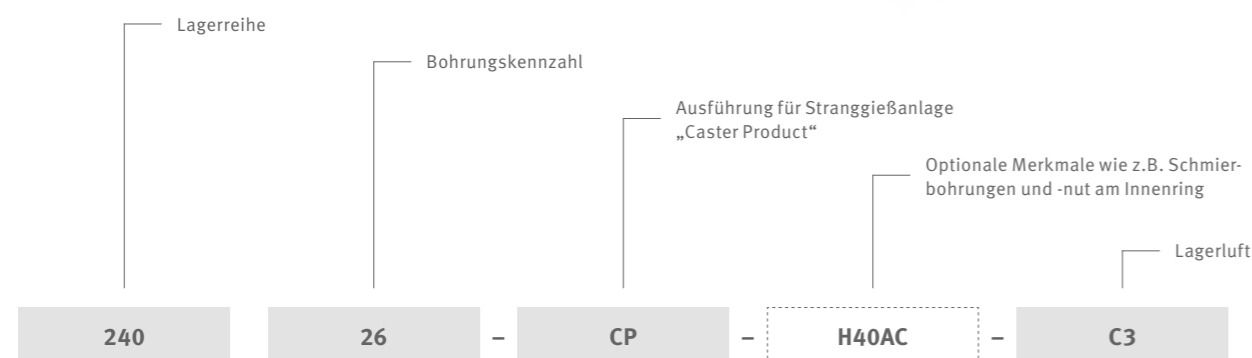 Lagerreihe
Bohrungskennzahl
Ausführung für Stranggießanlage
„Caster Product“
Optionale Merkmale wie z.B. Schmier-
bohrungen und -nut am Innenring
Lagerluft
240 26 – CP – H40AC – C3